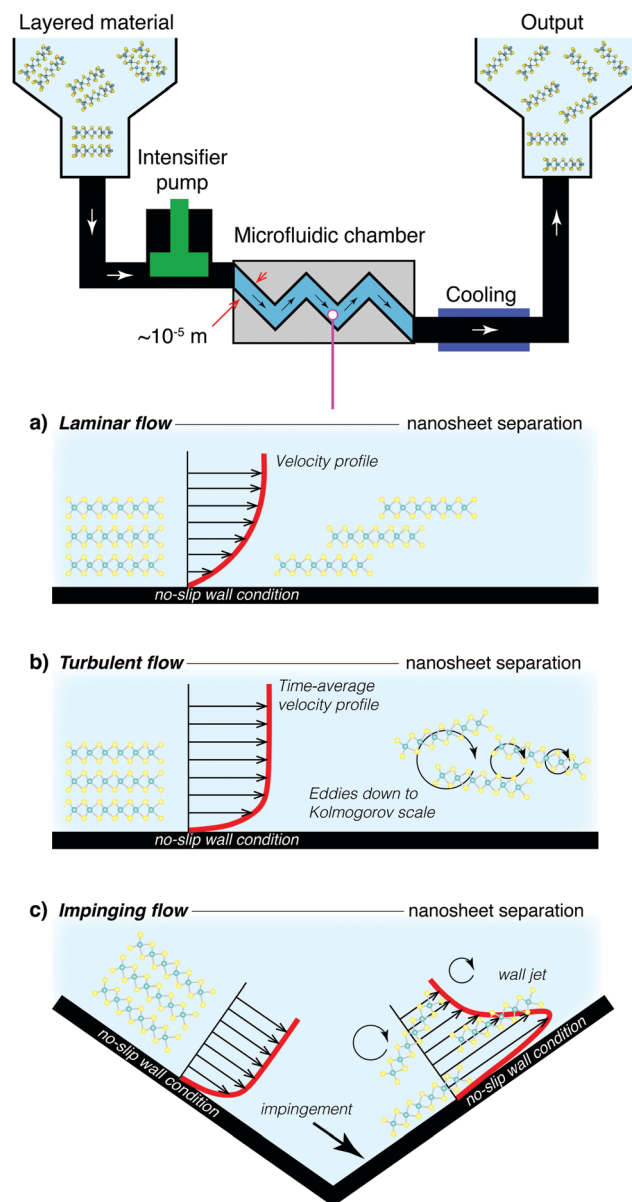 Layered material
Output
Intensifier
pump
Microfluidic chamber
Cooling
~10⁻⁵ m
a) Laminar flow
nanosheet separation
Velocity profile
no-slip wall condition
b) Turbulent flow
nanosheet separation
Time-average
velocity profile
Eddies down to
Kolmogorov scale
no-slip wall condition
c) Impinging flow
nanosheet separation
wall jet
no-slip wall condition
no-slip wall condition
impingement